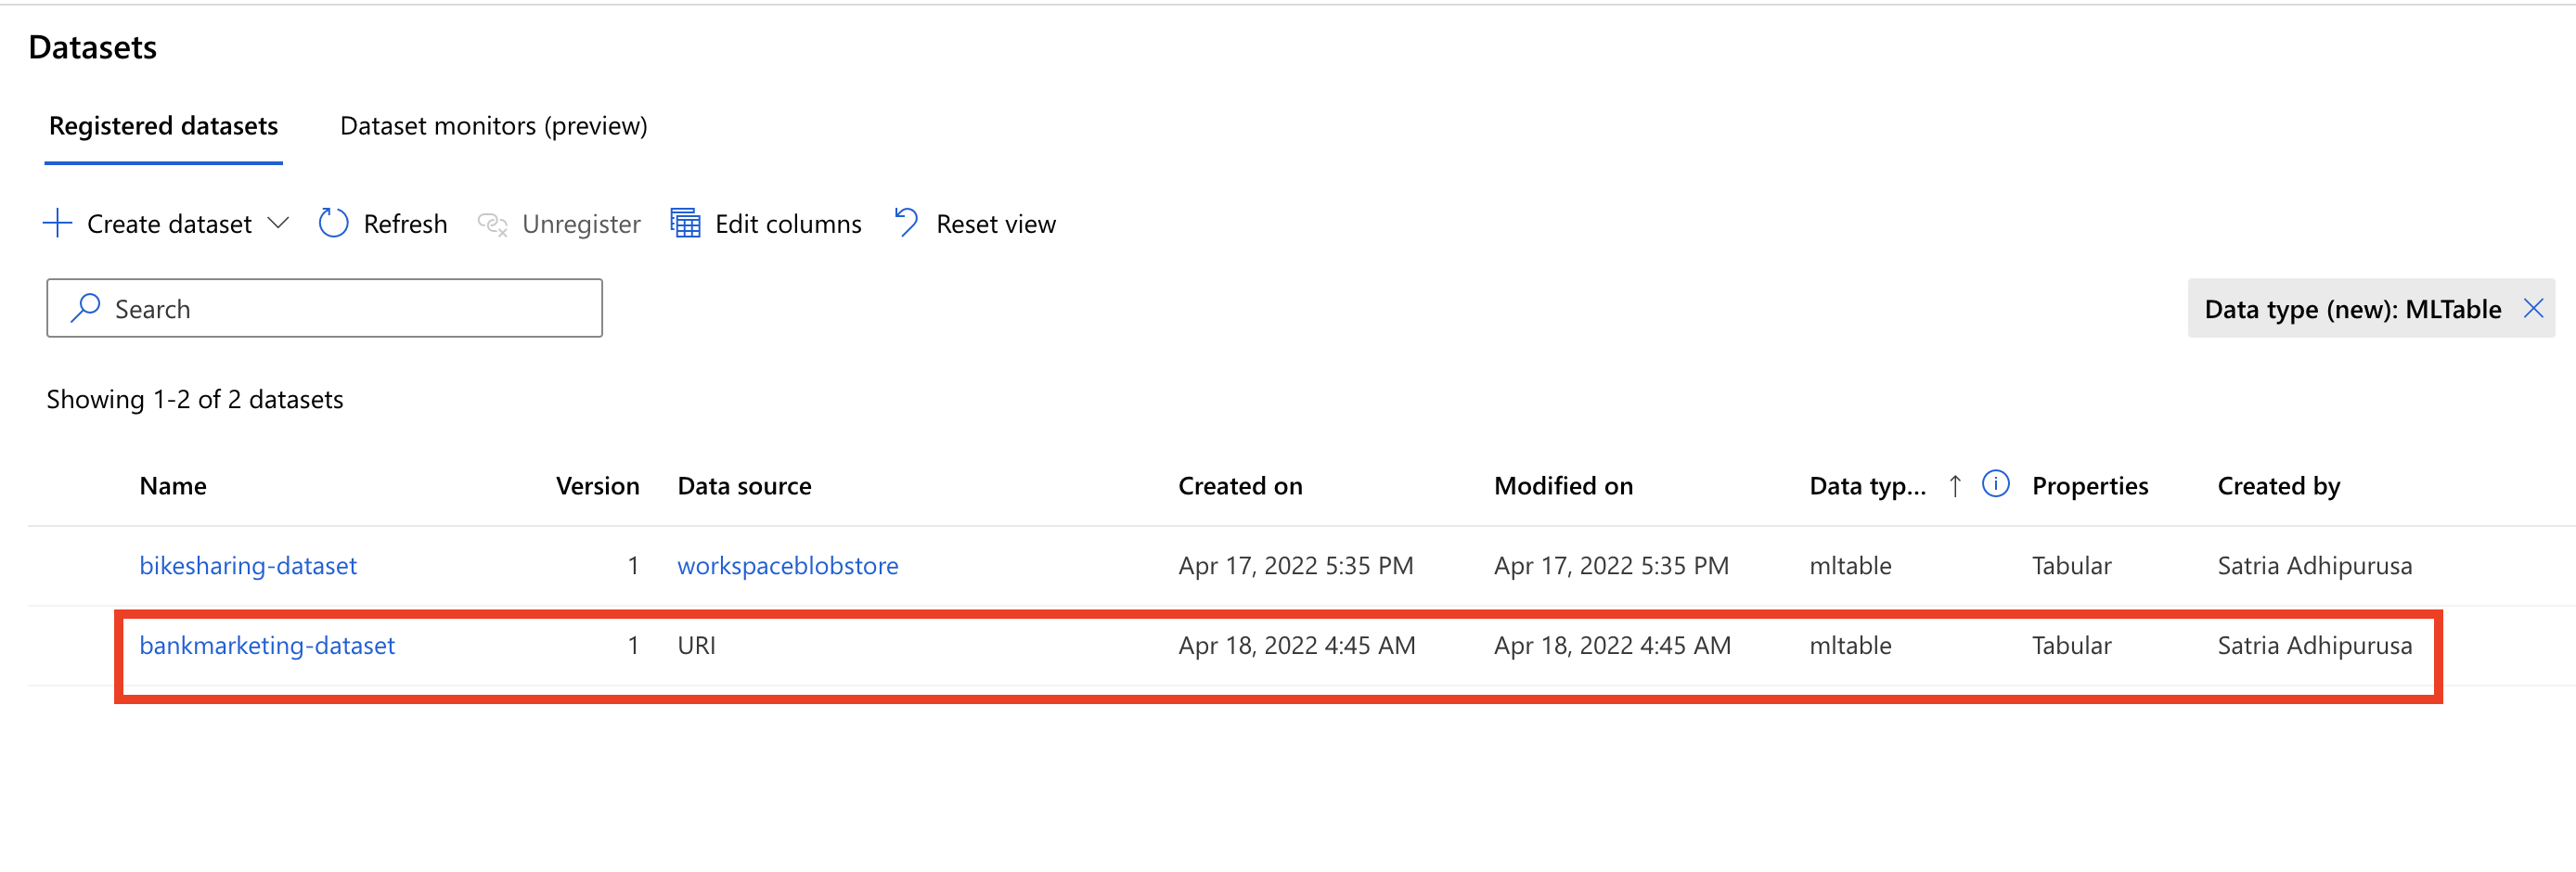 Datasets
Registered datasets Dataset monitors (preview)
Create dataset Refresh Unregister Edit columns Reset view
Search Data type (new): MLTable
Showing 1-2 of 2 datasets
Name Version Data source Created on Modified on Data typ... ↑ Properties Created by
bikesharing-dataset 1 workspaceblobstore Apr 17, 2022 5:35 PM Apr 17, 2022 5:35 PM mltable Tabular Satria Adhipurusa
bankmarketing-dataset 1 URI Apr 18, 2022 4:45 AM Apr 18, 2022 4:45 AM mltable Tabular Satria Adhipurusa